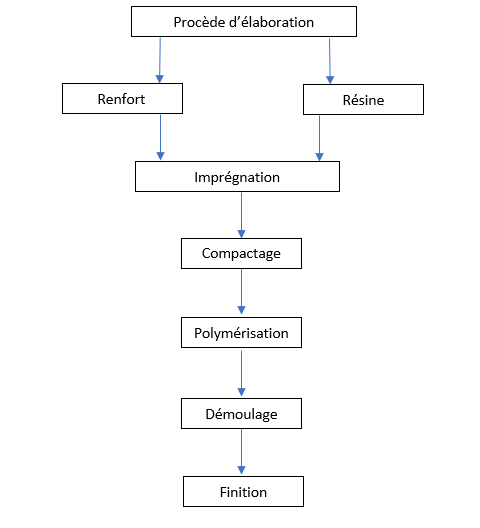 Procède d’élaboration
Renfort
Résine
Imprégnation
Compactage
Polymérisation
Démoulage
Finition